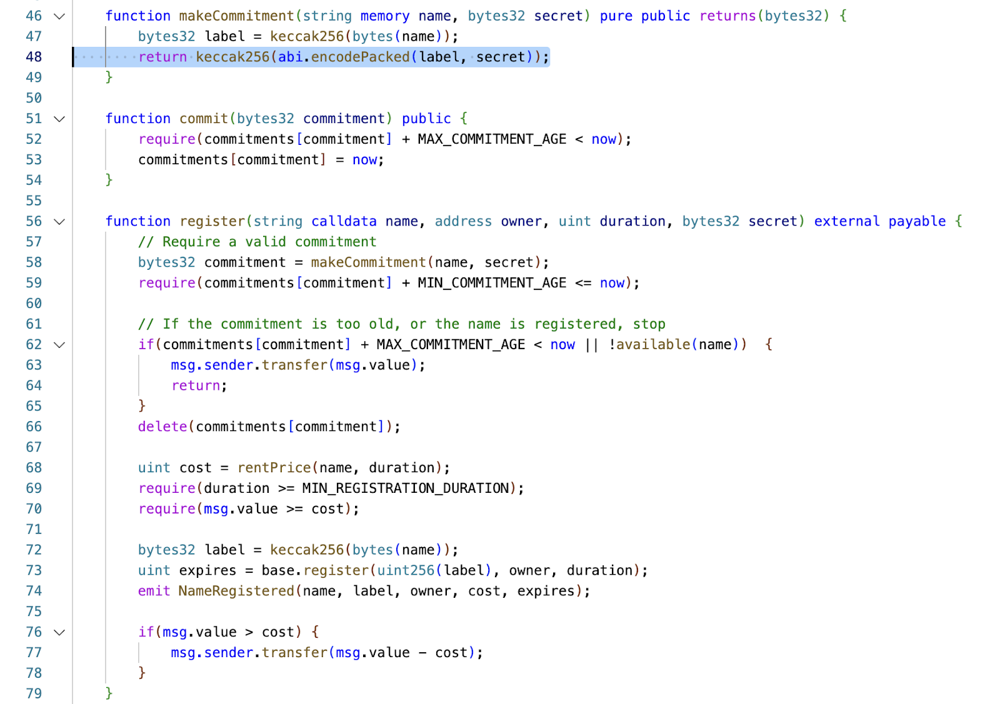 46 function makeCommitment(string memory name, bytes32 secret) pure public returns(bytes32) {
47 bytes32 label = keccak256(bytes(name));
48 return keccak256(abi.encodePacked(label, secret));
49 }
50
51 function commit(bytes32 commitment) public {
52 require(commitments[commitment] + MAX_COMMITMENT_AGE < now);
53 commitments[commitment] = now;
54 }
55
56 function register(string calldata name, address owner, uint duration, bytes32 secret) external payable {
57 // Require a valid commitment
58 bytes32 commitment = makeCommitment(name, secret);
59 require(commitments[commitment] + MIN_COMMITMENT_AGE <= now);
60
61 // If the commitment is too old, or the name is registered, stop
62 if(commitments[commitment] + MAX_COMMITMENT_AGE < now || !available(name))  {
63 msg.sender.transfer(msg.value);
64 return;
65 }
66 delete(commitments[commitment]);
67
68 uint cost = rentPrice(name, duration);
69 require(duration >= MIN_REGISTRATION_DURATION);
70 require(msg.value >= cost);
71
72 bytes32 label = keccak256(bytes(name));
73 uint expires = base.register(uint256(label), owner, duration);
74 emit NameRegistered(name, label, owner, cost, expires);
75
76 if(msg.value > cost) {
77 msg.sender.transfer(msg.value - cost);
78 }
79 }